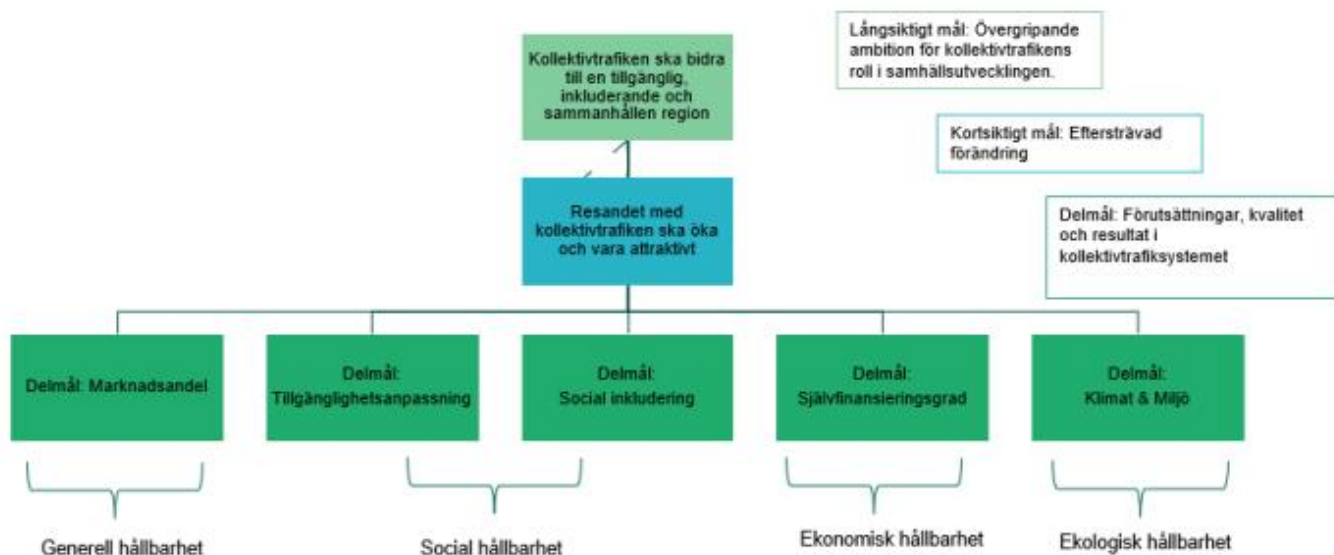 Kollektivtrafiken ska bidra
till en tillgänglig,
inkluderande och
sammanhållen region
Långsiktigt mål: Övergripande
ambition för kollektivtrafikens
roll i samhällsutvecklingen.
Kortsiktigt mål: Eftersträvad
förändring
Resandet med
kollektivtrafiken ska öka
och vara attraktivt
Delmål: Förutsättningar, kvalitet
och resultat i
kollektivtrafiksystemet
Delmål: Marknadsandel
Delmål:
Tillgänglighetsanpassning
Delmål:
Social inkludering
Delmål:
Självfinansieringsgrad
Delmål:
Klimat & Miljö
Generell hållbarhet
Social hållbarhet
Ekonomisk hållbarhet
Ekologisk hållbarhet